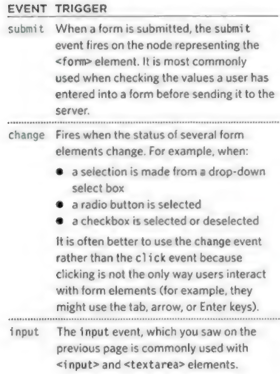 EVENT TRIGGER
submit When a form is submitted, the submit
event fires on the node representing the
<form> element. It is most commonly
used when checking the values a user has
entered into a form before sending it to the
server.
change Fires when the status of several form
elements change. For example, when:
● a selection is made from a drop-down
select box
● a radio button is selected
● a checkbox is selected or deselected
It is often better to use the change event
rather than the click event because
clicking is not the only way users interact
with form elements (for example, they
might use the tab, arrow, or Enter keys).
input The input event, which you saw on the
previous page is commonly used with
<input> and <textarea> elements.